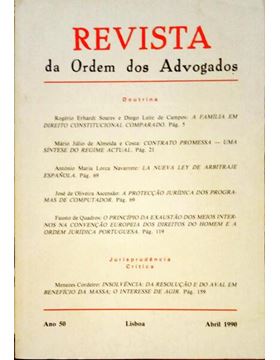 REVISTA
da Ordem dos Advogados
Doutrina
Rogério Erhardt Soares e Diogo Leite de Campos: A FAMÍLIA EM
DIREITO CONSTITUCIONAL COMPARADO. Pág. 5
Mário Júlio de Almeida e Costa: CONTRATO PROMESSA — UMA
SÍNTESE DO REGIME ACTUAL. Pág. 21
António María Lorca Navarrete: LA NUEVA LEY DE ARBITRAJE
ESPAÑOLA. Pág. 69
José de Oliveira Ascensão: A PROTECÇÃO JURÍDICA DOS PROGRA-
MAS DE COMPUTADOR. Pág. 69
Fausto de Quadros: O PRINCÍPIO DA EXAUSTÃO DOS MEIOS INTER-
NOS NA CONVENÇÃO EUROPEIA DOS DIREITOS DO HOMEM E A
ORDEM JURÍDICA PORTUGUESA. Pág. 119
Jurisprudência
Crítica
Menezes Cordeiro: INSOLVÊNCIA: DA RESOLUÇÃO E DO AVAL EM
BENEFÍCIO DA MASSA; O INTERESSE DE AGIR. Pág. 159
Ano 50 Lisboa Abril 1990